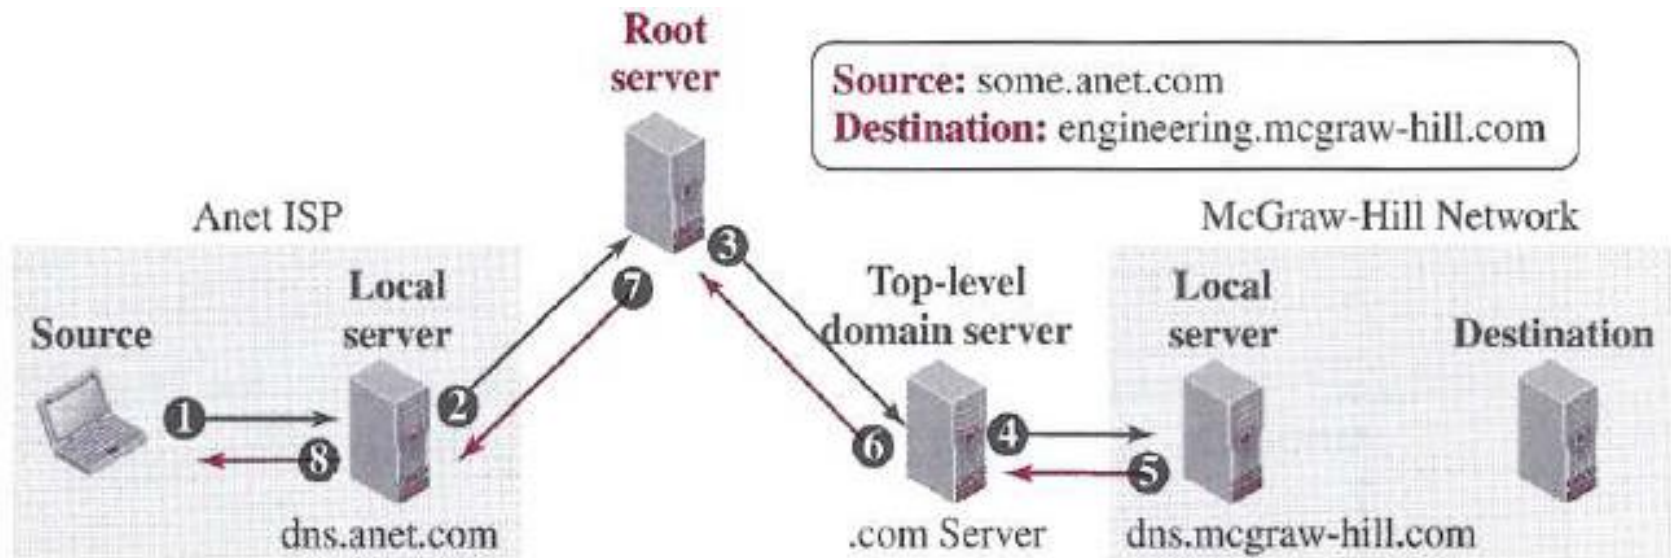 Root
server
Source: some.anet.com
Destination: engineering.mcgraw-hill.com
Anet ISP
McGraw-Hill Network
Source
Local
server
Top-level
domain server
Local
server
Destination
1
2
3
4
5
6
7
8
dns.anet.com
.com Server
dns.mcgraw-hill.com